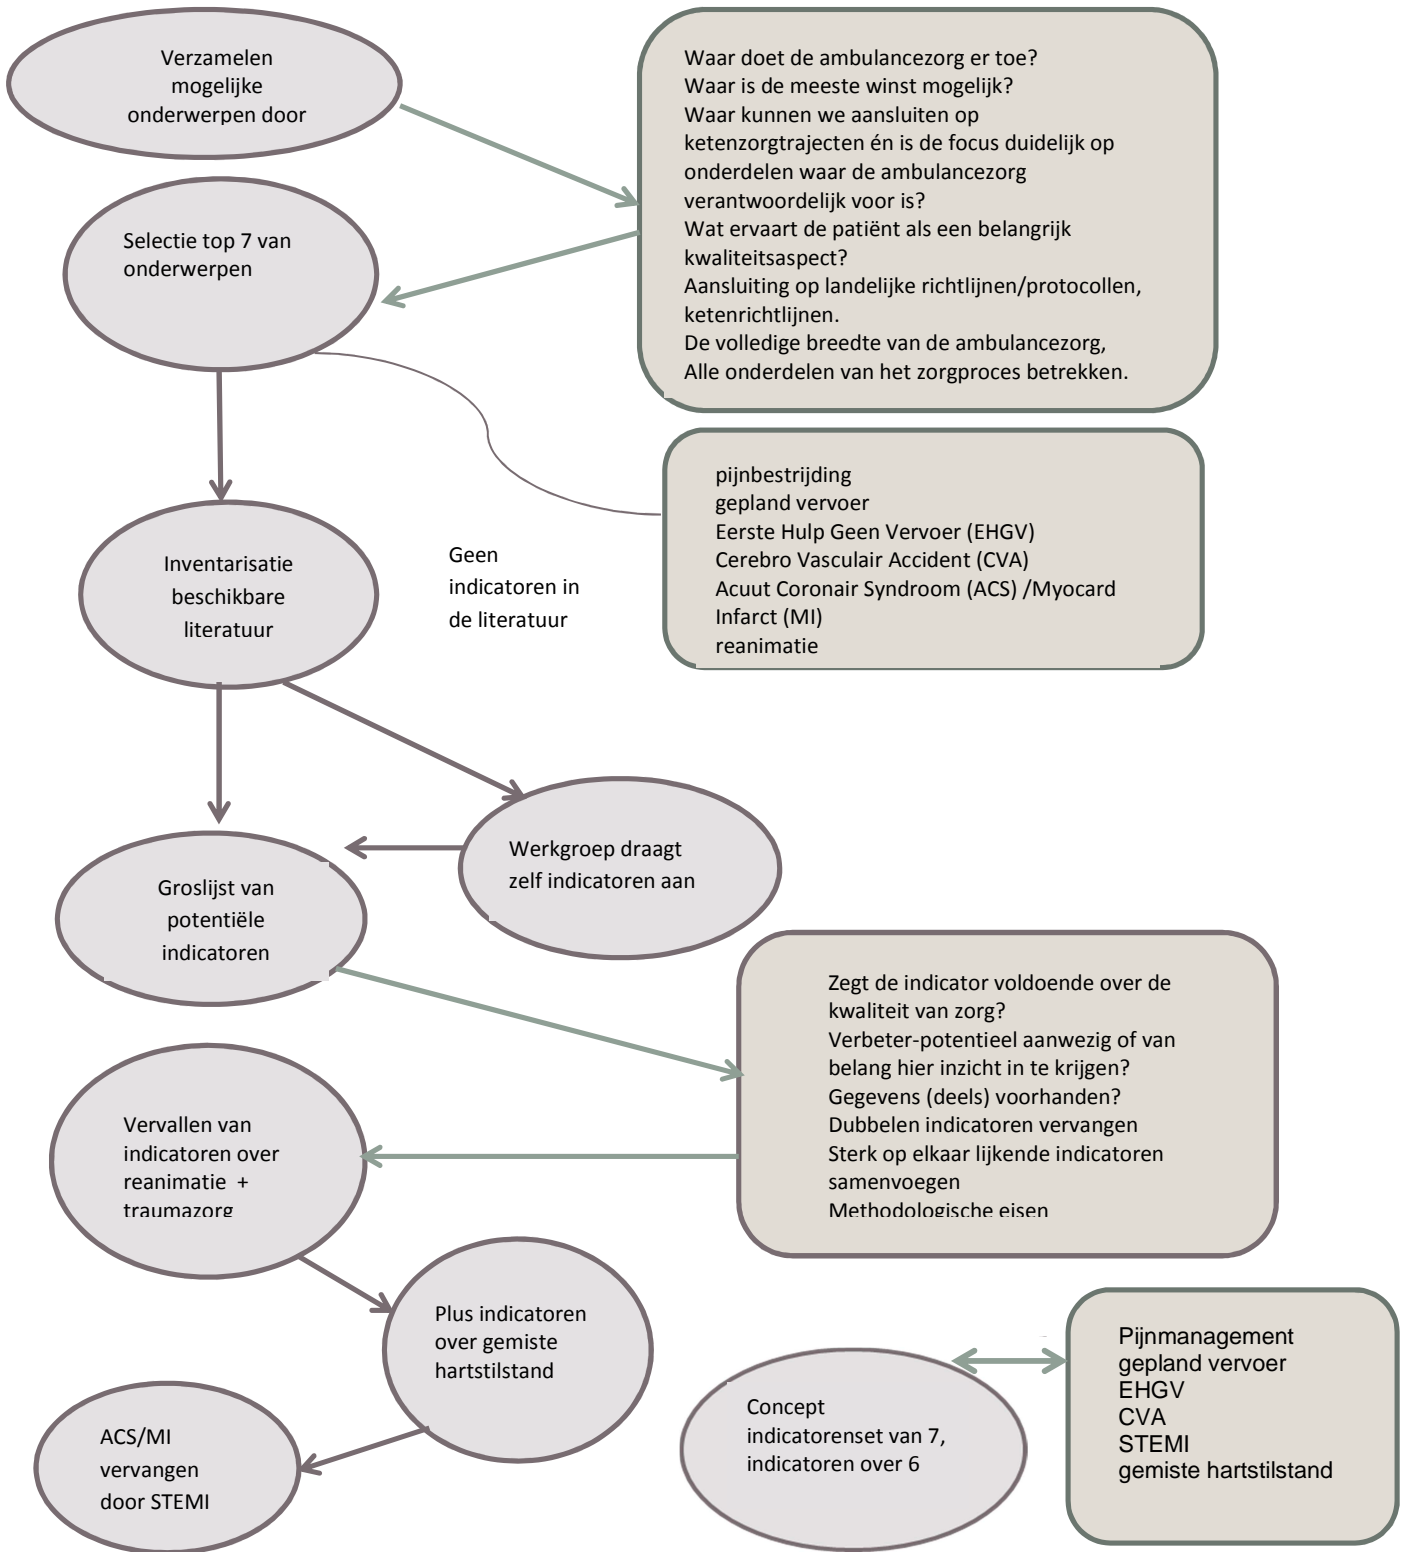 Verzamelen
mogelijke
onderwerpen door
Waar doet de ambulancezorg er toe?
Waar is de meeste winst mogelijk?
Waar kunnen we aansluiten op
ketenzorgtrajecten én is de focus duidelijk op
onderdelen waar de ambulancezorg
verantwoordelijk voor is?
Wat ervaart de patiënt als een belangrijk
kwaliteitsaspect?
Aansluiting op landelijke richtlijnen/protocollen,
ketenrichtlijnen.
De volledige breedte van de ambulancezorg,
Alle onderdelen van het zorgproces betrekken.
Selectie top 7 van
onderwerpen
pijnbestrijding
gepland vervoer
Eerste Hulp Geen Vervoer (EHGV)
Cerebro Vasculair Accident (CVA)
Acuut Coronair Syndroom (ACS) /Myocard
Infarct (MI)
reanimatie
Inventarisatie
beschikbare
literatuur
Geen
indicatoren in
de literatuur
Werkgroep draagt
zelf indicatoren aan
Groslijst van
potentiële
indicatoren
Zegt de indicator voldoende over de
kwaliteit van zorg?
Verbeter-potentieel aanwezig of van
belang hier inzicht in te krijgen?
Gegevens (deels) voorhanden?
Dubbelen indicatoren vervangen
Sterk op elkaar lijkende indicatoren
samenvoegen
Methodologische eisen
Vervallen van
indicatoren over
reanimatie +
traumazorg
Plus indicatoren
over gemiste
hartstilstand
ACS/MI
vervangen
door STEMI
Concept
indicatorenset van 7,
indicatoren over 6
Pijnmanagement
gepland vervoer
EHGV
CVA
STEMI
gemiste hartstilstand